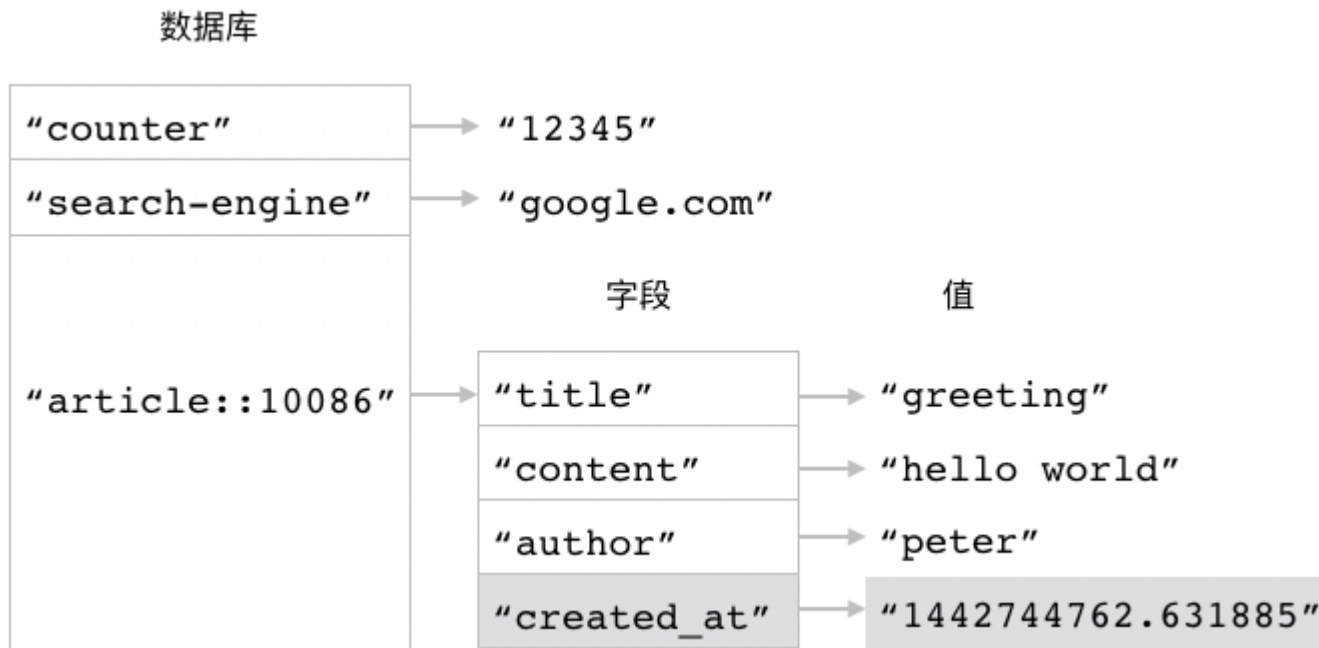 数据库
“counter” “12345”
“search-engine” “google.com”
字段 值
“article::10086” “title” “greeting”
“content” “hello world”
“author” “peter”
“created_at” “1442744762.631885”